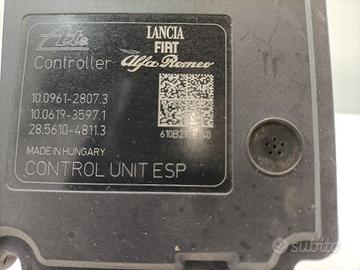 Ate
LANCIA
FIAT
Controller Alfa Romeo
10.0961-2807.3
10.0619-3597.1
28.5610-4811.3
MADE IN HUNGARY
CONTROL UNIT ESP
subito